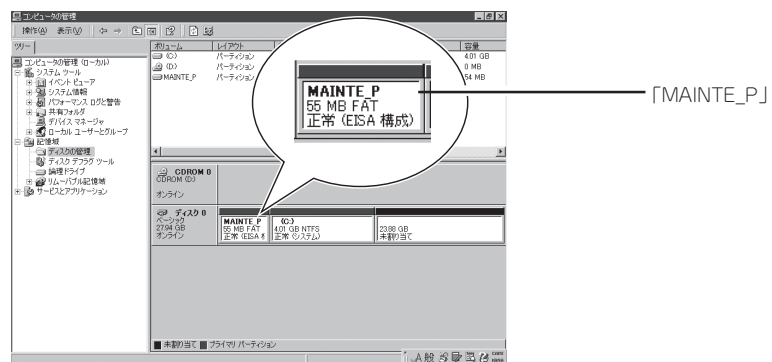 コンピュータの管理
操作(A) 表示(V)
ツリー
コンピュータの管理 (ローカル)
システム ツール
イベント ビューア
システム情報
パフォーマンス ログと警告
共有フォルダ
デバイス マネージャ
ローカル ユーザーとグループ
記憶域
ディスクの管理
ディスク デフラグ ツール
論理ドライブ
リムーバブル記憶域
サービスとアプリケーション
ボリューム レイアウト 容量
(C:) パーティション 4.01 GB
(D:) パーティション 0 MB
MAINTE_P パーティション 54 MB
MAINTE_P
55 MB FAT
正常 (EISA 構成)
「MAINTE_P」
CDROM 0
CDROM (D:)
オンライン
ディスク 0
ベーシック
27.94 GB
オンライン
MAINTE_P
55 MB FAT
正常 (EISA
(C:)
4.01 GB NTFS
正常 (システム)
23.88 GB
未割り当て
未割り当て プライマリ パーティション
A 般